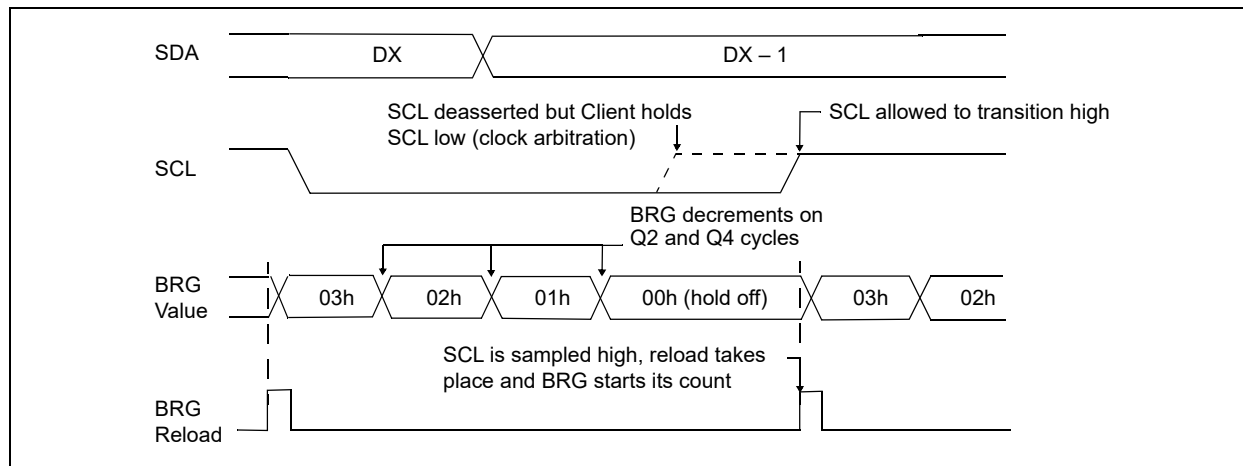 SDA
DX
DX – 1
SCL deasserted but Client holds
SCL low (clock arbitration)
SCL allowed to transition high
SCL
BRG decrements on
Q2 and Q4 cycles
BRG
Value
03h
02h
01h
00h (hold off)
03h
02h
SCL is sampled high, reload takes
place and BRG starts its count
BRG
Reload